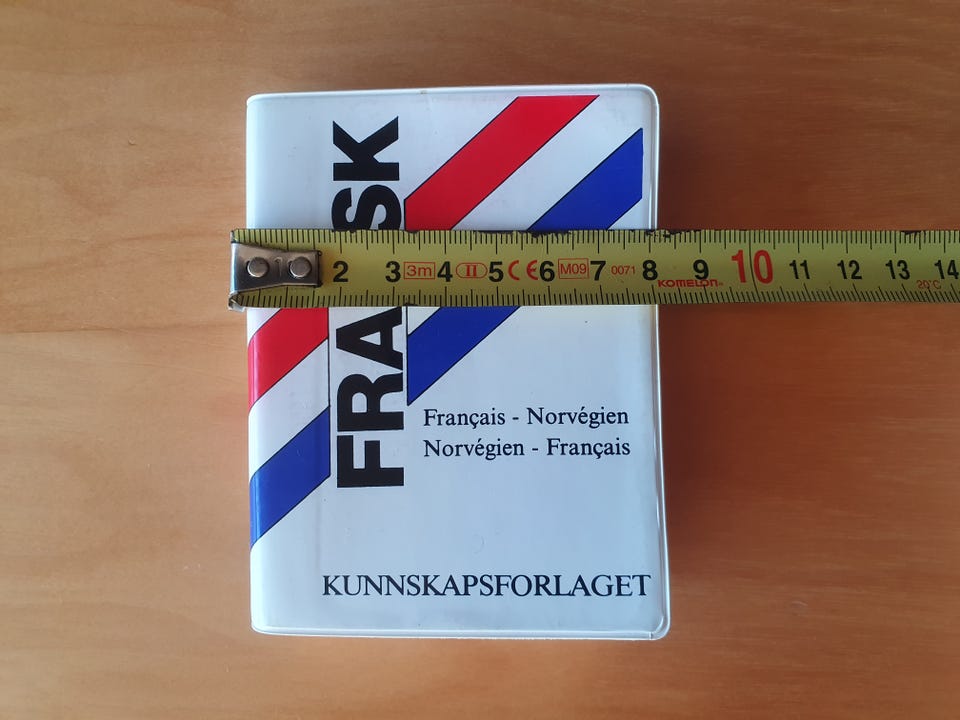 FRA SK
1 2 3 3m 4 II 5 CE 6 M09 7 0071 8 9 10 11 12 13 14
KOMELON 20°C
Français - Norvégien
Norvégien - Français
KUNNSKAPSFORLAGET